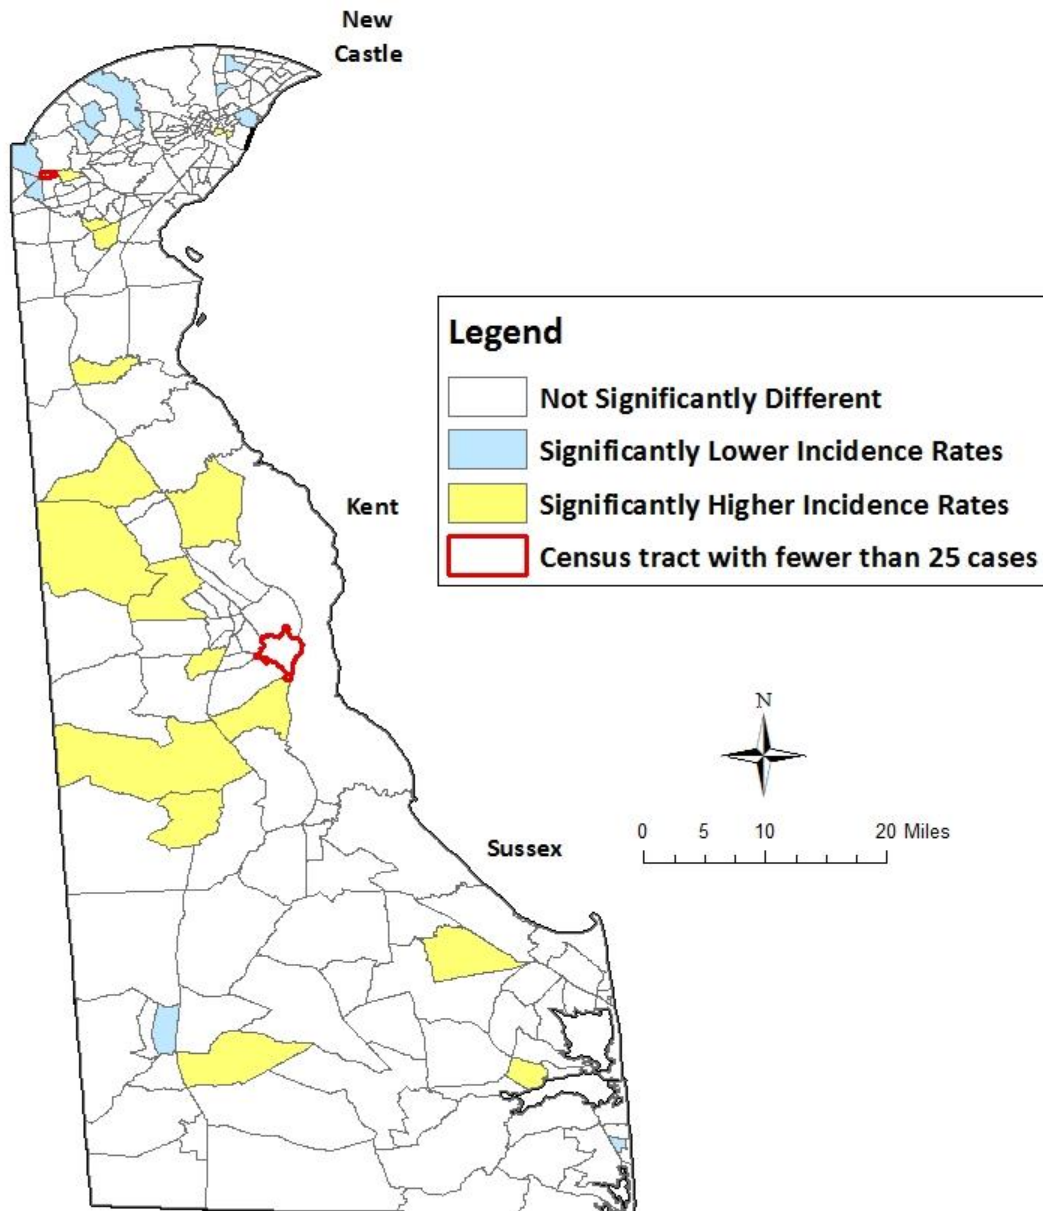 New
Castle
Legend
Not Significantly Different
Significantly Lower Incidence Rates
Kent
Significantly Higher Incidence Rates
Census tract with fewer than 25 cases
N
0 5 10 20 Miles
Sussex